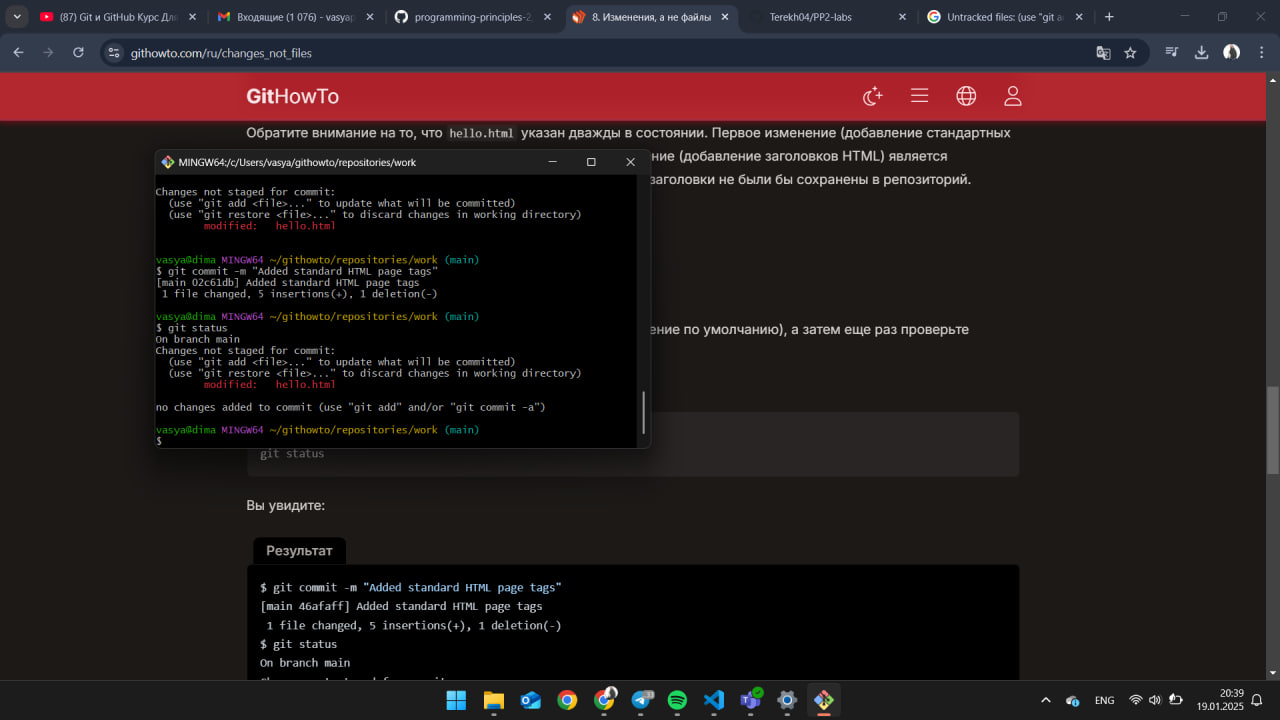 (87) Git и GitHub Курс Для
Входящие (1 076) - vasyap
programming-principles-2
8. Изменения, а не файлы
Terekh04/PP2-labs
Untracked files: (use "git a
githowto.com/ru/changes_not_files
GitHowTo
Обратите внимание на то, что hello.html указан дважды в состоянии. Первое изменение (добавление стандартных
ние (добавление заголовков HTML) является
заголовки не были бы сохранены в репозиторий.
MINGW64:/c/Users/vasya/githowto/repositories/work
Changes not staged for commit:
(use "git add <file>..." to update what will be committed)
(use "git restore <file>..." to discard changes in working directory)
modified: hello.html
vasya@dima MINGW64 ~/githowto/repositories/work (main)
$ git commit -m "Added standard HTML page tags"
[main 02c61db] Added standard HTML page tags
1 file changed, 5 insertions(+), 1 deletion(-)
vasya@dima MINGW64 ~/githowto/repositories/work (main)
$ git status
On branch main
Changes not staged for commit:
(use "git add <file>..." to update what will be committed)
(use "git restore <file>..." to discard changes in working directory)
modified: hello.html
no changes added to commit (use "git add" and/or "git commit -a")
vasya@dima MINGW64 ~/githowto/repositories/work (main)
$
ение по умолчанию), а затем еще раз проверьте
git status
Вы увидите:
Результат
$ git commit -m "Added standard HTML page tags"
[main 46afaff] Added standard HTML page tags
1 file changed, 5 insertions(+), 1 deletion(-)
$ git status
On branch main
ENG
20:39
19.01.2025